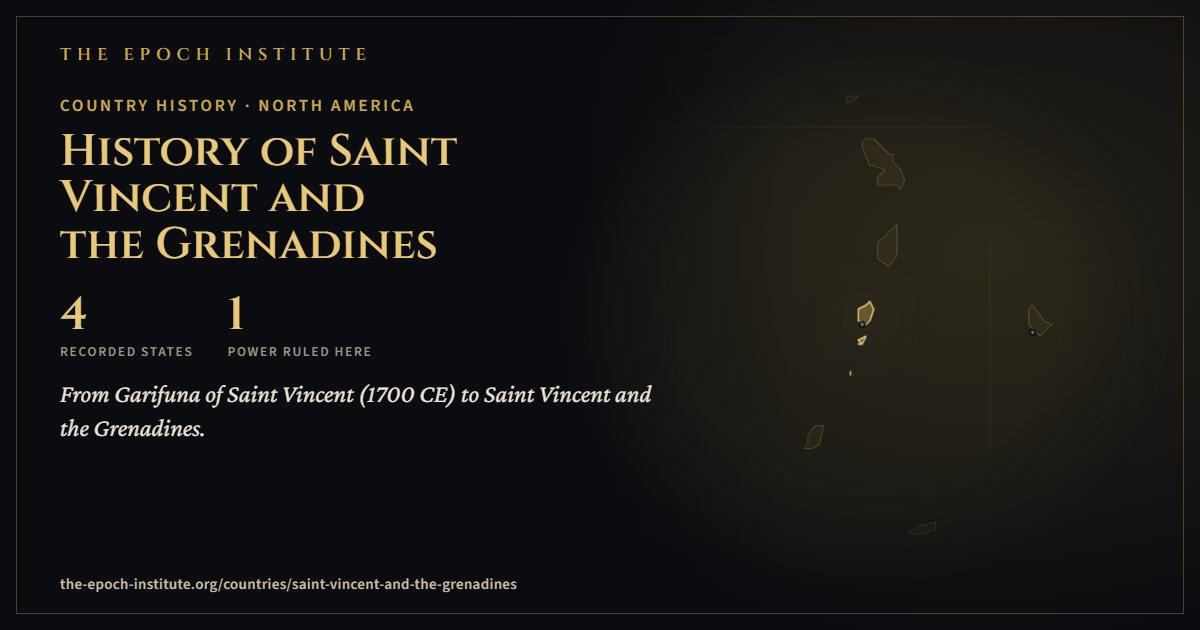 THE EPOCH INSTITUTE
COUNTRY HISTORY · NORTH AMERICA
History of Saint
Vincent and
the Grenadines
4
RECORDED STATES
1
POWER RULED HERE
From Garifuna of Saint Vincent (1700 CE) to Saint Vincent and
the Grenadines.
the-epoch-institute.org/countries/saint-vincent-and-the-grenadines